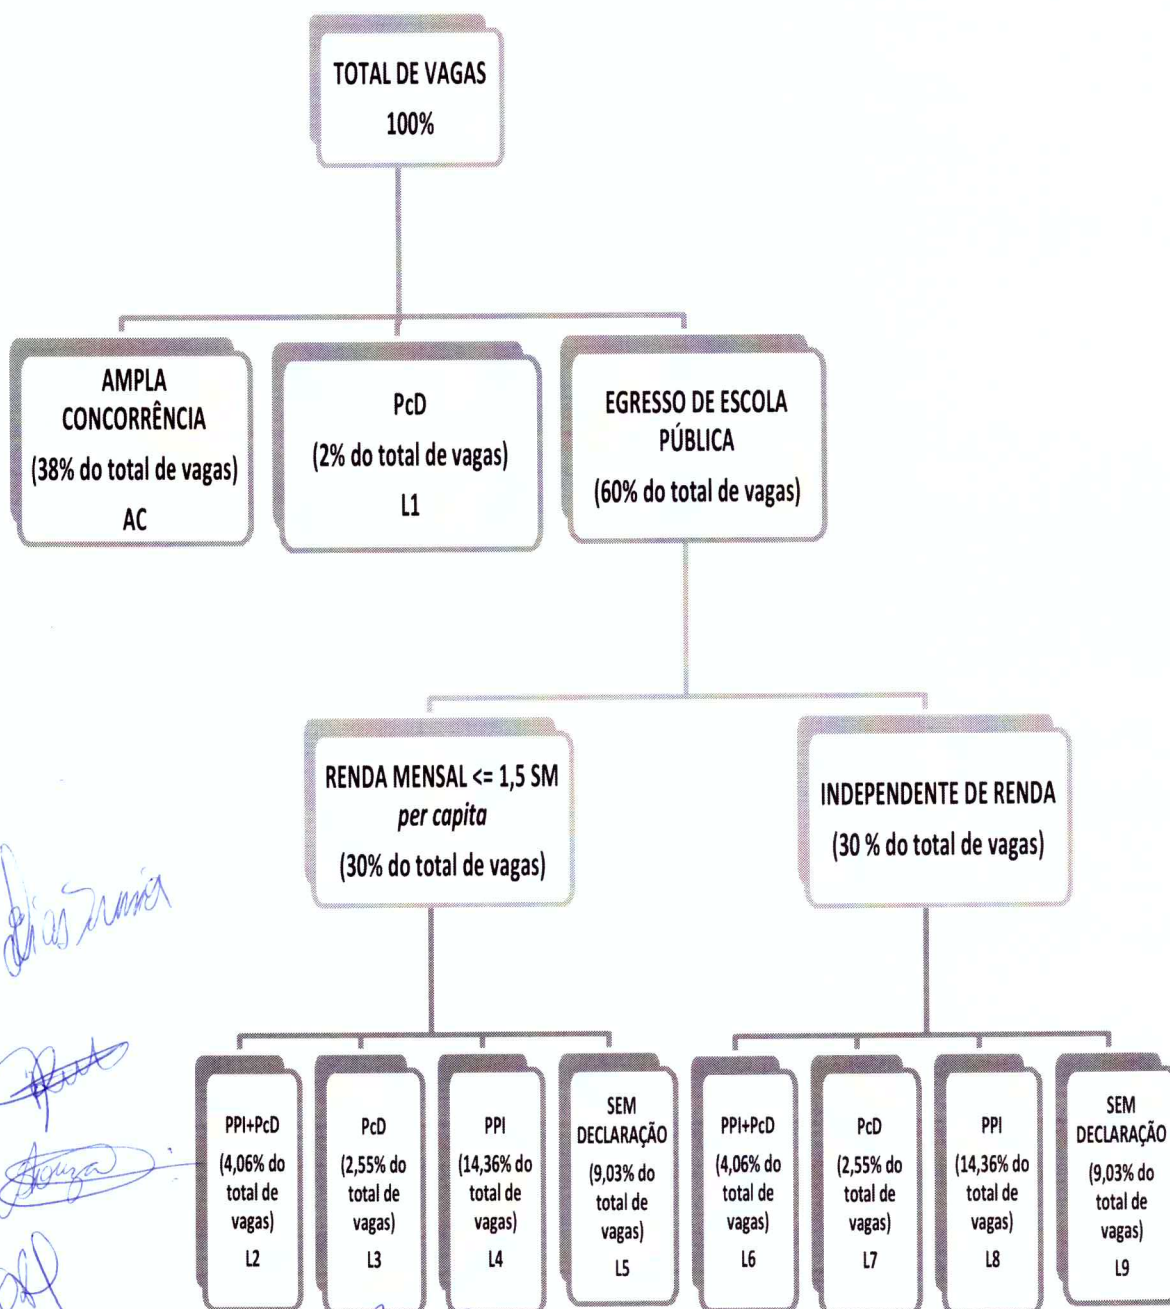 TOTAL DE VAGAS
100%
AMPLA
CONCORRÊNCIA
(38% do total de vagas)
AC
PcD
(2% do total de vagas)
L1
EGRESSO DE ESCOLA
PÚBLICA
(60% do total de vagas)
RENDA MENSAL <= 1,5 SM
per capita
(30% do total de vagas)
INDEPENDENTE DE RENDA
(30 % do total de vagas)
PPI+PcD
(4,06% do
total de
vagas)
L2
PcD
(2,55% do
total de
vagas)
L3
PPI
(14,36% do
total de
vagas)
L4
SEM
DECLARAÇÃO
(9,03% do
total de
vagas)
L5
PPI+PcD
(4,06% do
total de
vagas)
L6
PcD
(2,55% do
total de
vagas)
L7
PPI
(14,36% do
total de
vagas)
L8
SEM
DECLARAÇÃO
(9,03% do
total de
vagas)
L9